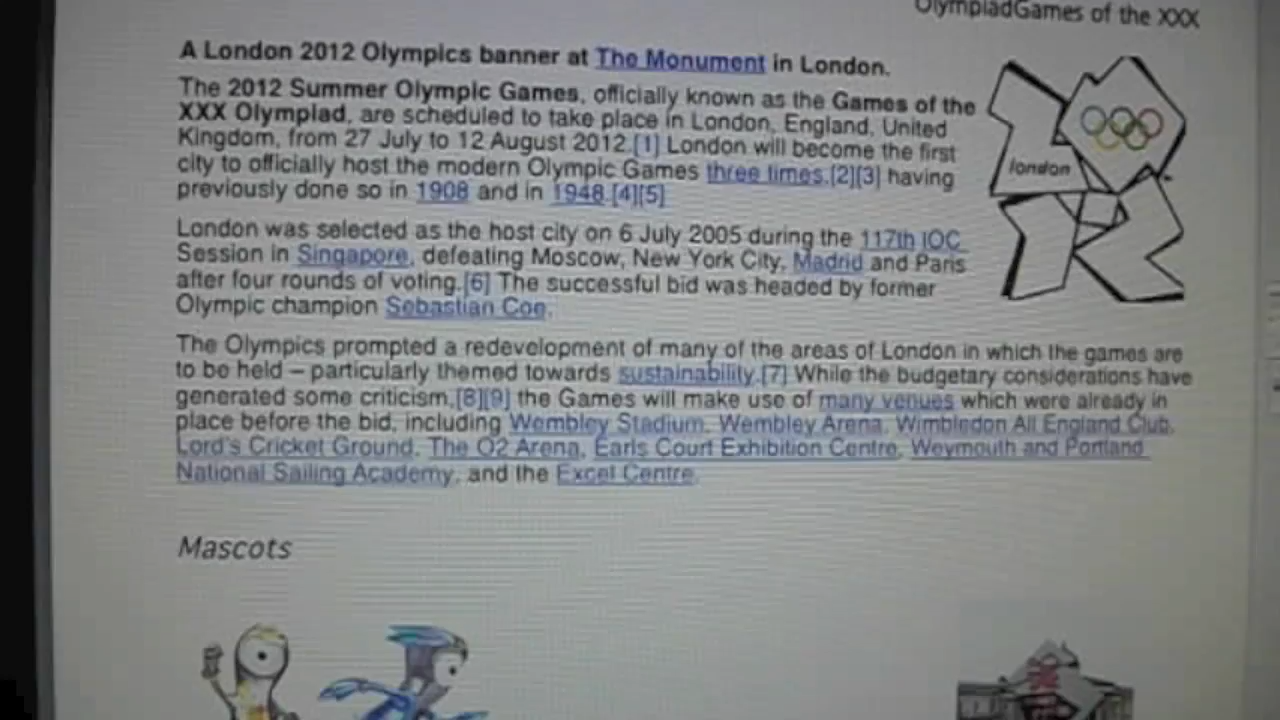 OlympiadGames of the XXX
A London 2012 Olympics banner at The Monument in London.
The 2012 Summer Olympic Games, officially known as the Games of the
XXX Olympiad, are scheduled to take place in London, England, United
Kingdom, from 27 July to 12 August 2012.[1] London will become the first
city to officially host the modern Olympic Games three times,[2][3] having
previously done so in 1908 and in 1948.[4][5]
london
London was selected as the host city on 6 July 2005 during the 117th IOC
Session in Singapore, defeating Moscow, New York City, Madrid and Paris
after four rounds of voting.[6] The successful bid was headed by former
Olympic champion Sebastian Coe.
The Olympics prompted a redevelopment of many of the areas of London in which the games are
to be held – particularly themed towards sustainability.[7] While the budgetary considerations have
generated some criticism,[8][9] the Games will make use of many venues which were already in
place before the bid, including Wembley Stadium, Wembley Arena, Wimbledon All England Club,
Lord's Cricket Ground, The O2 Arena, Earls Court Exhibition Centre, Weymouth and Portland
National Sailing Academy, and the Excel Centre.
Mascots